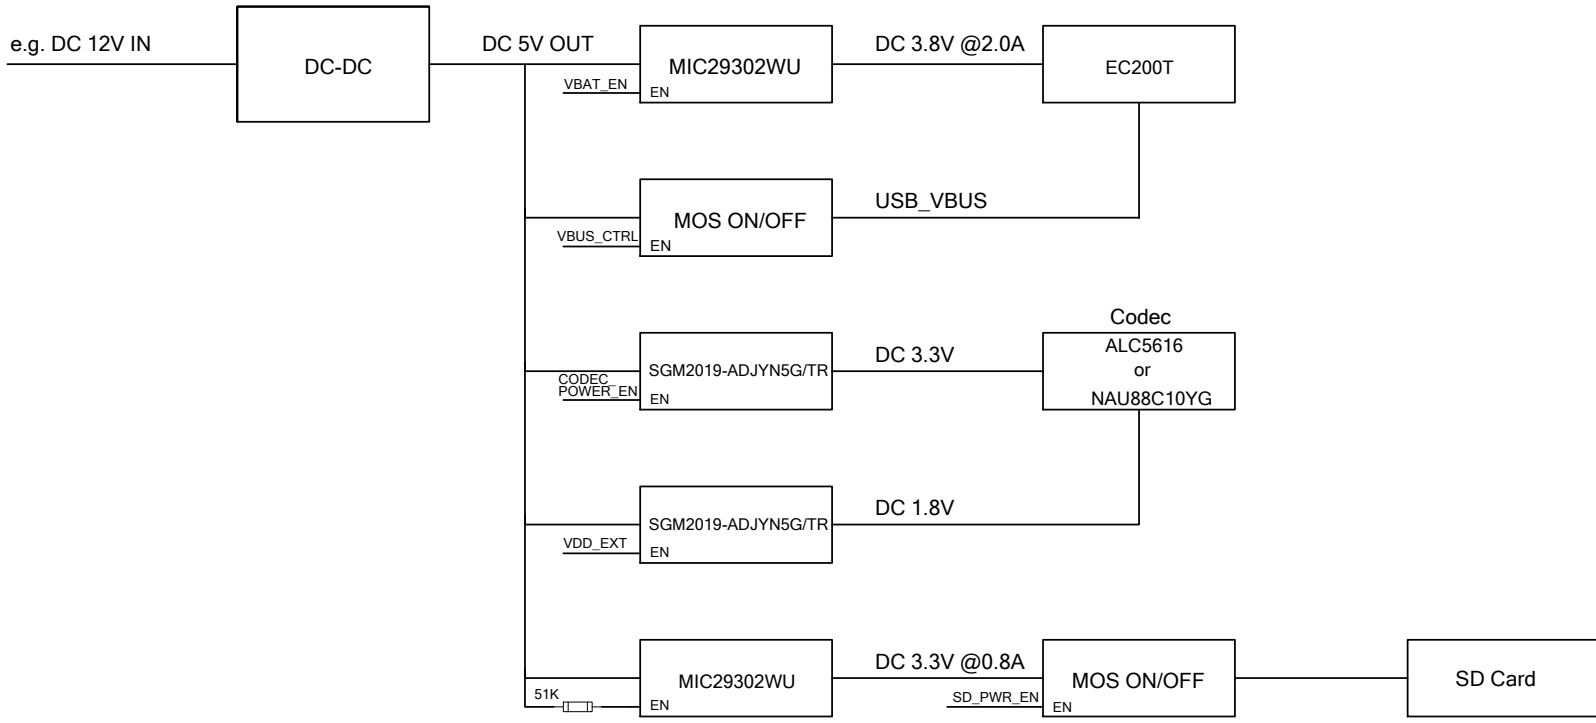 e.g. DC 12V IN
DC-DC
DC 5V OUT
MIC29302WU
VBAT_EN
EN
DC 3.8V @2.0A
EC200T
MOS ON/OFF
VBUS_CTRL
EN
USB_VBUS
SGM2019-ADJYN5G/TR
CODEC_
POWER_EN
EN
DC 3.3V
Codec
ALC5616
or
NAU88C10YG
SGM2019-ADJYN5G/TR
VDD_EXT
EN
DC 1.8V
MIC29302WU
51K
EN
DC 3.3V @0.8A
MOS ON/OFF
SD_PWR_EN
EN
SD Card